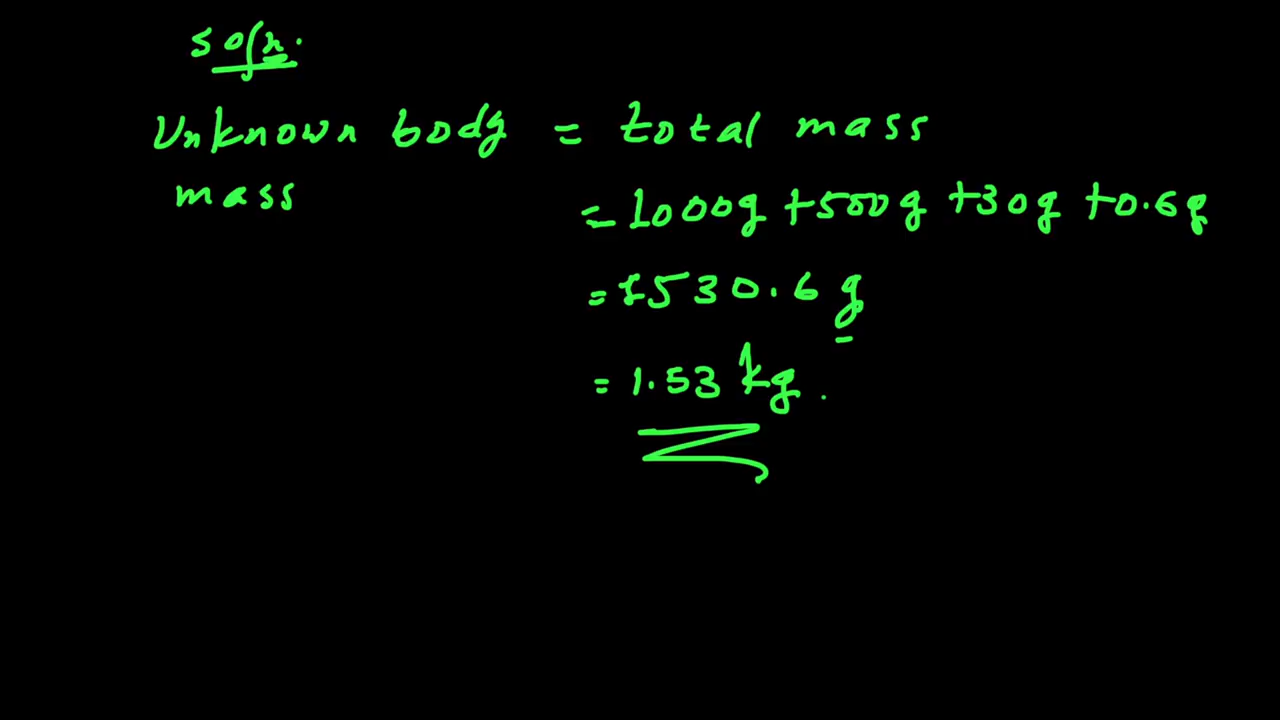 soln.
Unknown body = total mass
mass
= 1000g +500g +30g +0.6g
= 1530.6 g
= 1.53 kg.